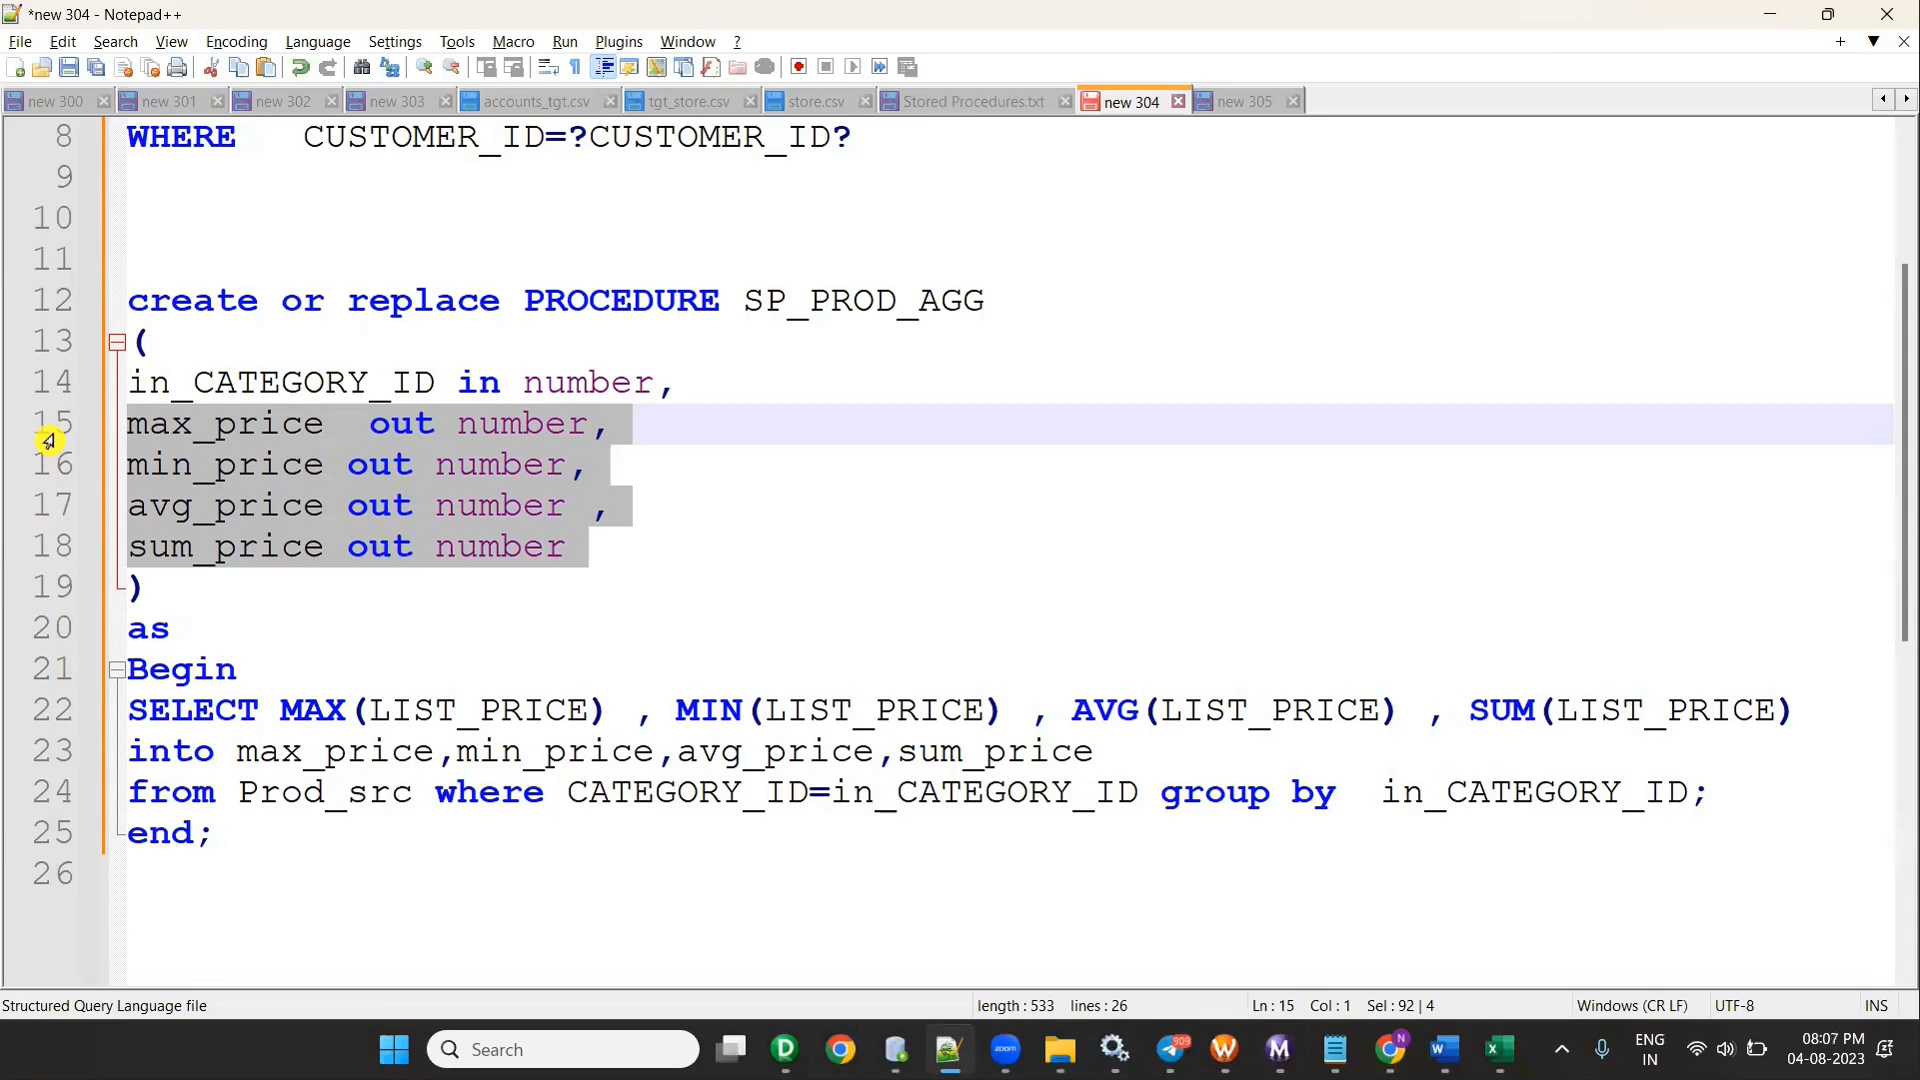 *new 304 - Notepad++
File Edit Search View Encoding Language Settings Tools Macro Run Plugins Window ?
new 300 new 301 new 302 new 303 accounts_tgt.csv tgt_store.csv store.csv Stored Procedures.txt new 304 new 305
8 WHERE CUSTOMER_ID=?CUSTOMER_ID?
9
10
11
12 create or replace PROCEDURE SP_PROD_AGG
13 (
14 in_CATEGORY_ID in number,
15 max_price out number,
16 min_price out number,
17 avg_price out number ,
18 sum_price out number
19 )
20 as
21 Begin
22 SELECT MAX(LIST_PRICE) , MIN(LIST_PRICE) , AVG(LIST_PRICE) , SUM(LIST_PRICE)
23 into max_price,min_price,avg_price,sum_price
24 from Prod_src where CATEGORY_ID=in_CATEGORY_ID group by in_CATEGORY_ID;
25 end;
26
Structured Query Language file length : 533 lines : 26 Ln : 15 Col : 1 Sel : 92 | 4 Windows (CR LF) UTF-8 INS
Search zoom 909 ENG 08:07 PM
IN 04-08-2023